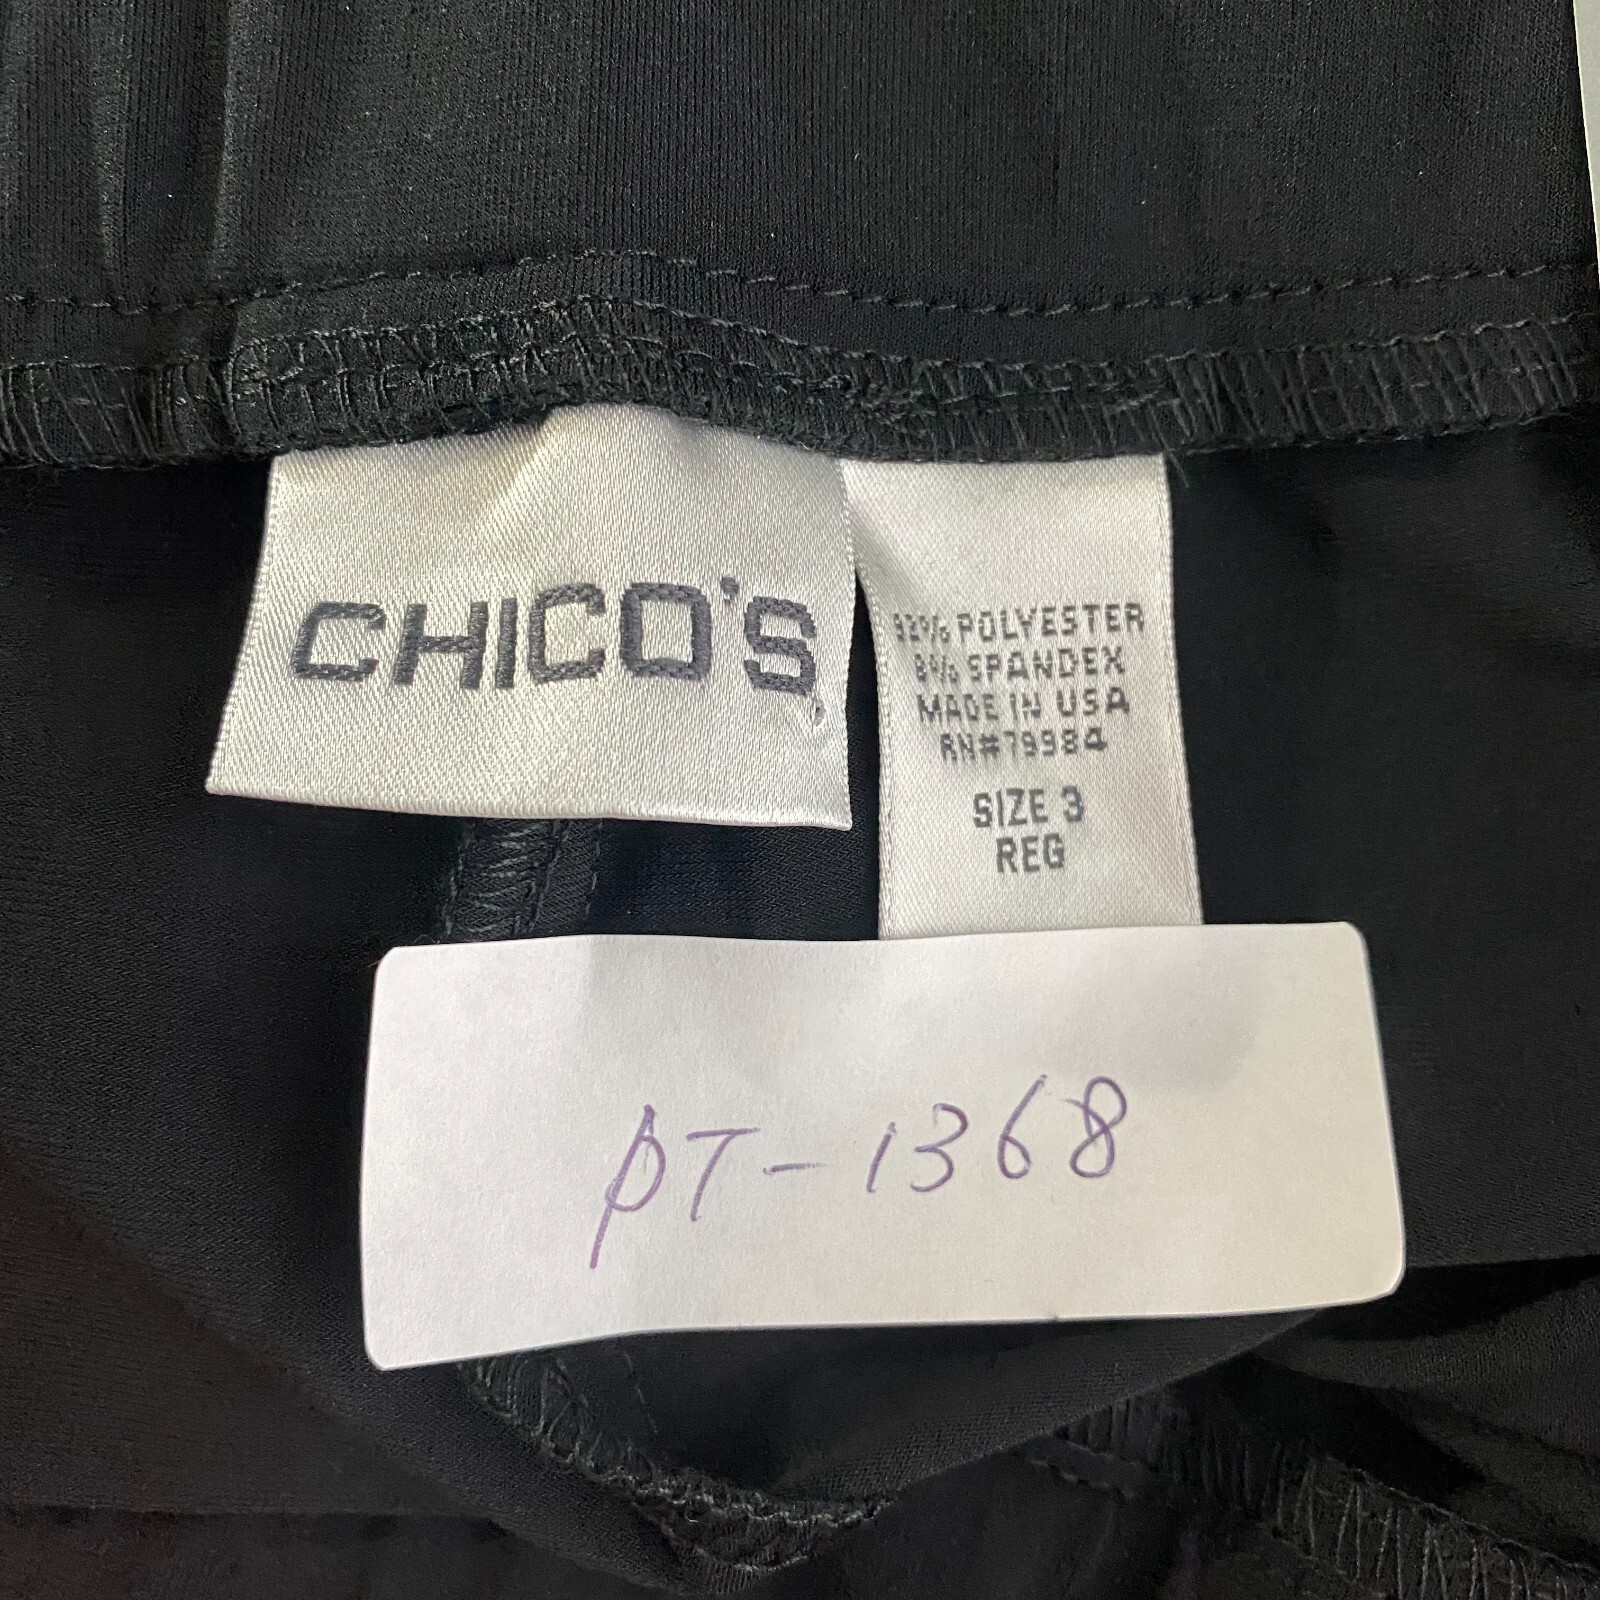 CHICO'S
92% POLYESTER
8% SPANDEX
MADE IN USA
RN#79984
SIZE 3
REG
PT-1368